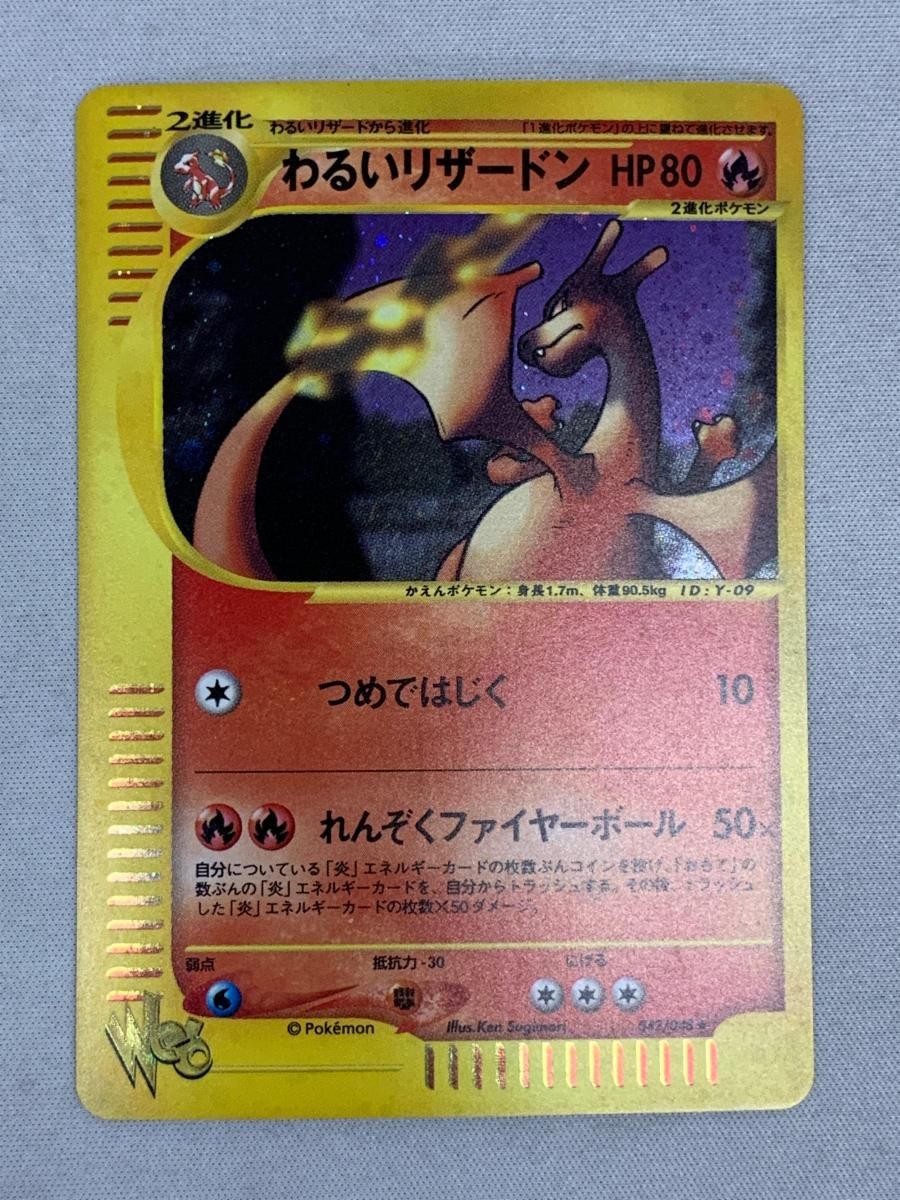 2進化
わるいリザードから進化
「1進化ポケモン」の上に重ねて進化させます。
わるいリザードン HP80
2進化ポケモン
かえんポケモン：身長1.7m、体重90.5kg ID:Y-09
つめではじく 10
れんぞくファイヤーボール 50×
自分についている「炎」エネルギーカードの枚数ぶんコインを投げ、「おもて」の
数ぶんの「炎」エネルギーカードを、自分からトラッシュする。その後、トラッシュ
した「炎」エネルギーカードの枚数×50ダメージ。
弱点 抵抗力-30 にげる
Web
© Pokémon Illus.Ken Sugimori 042/048 ★